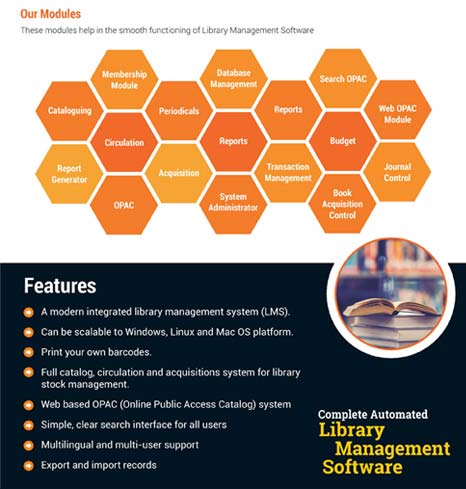 Our Modules
These modules help in the smooth functioning of Library Management Software
Membership
Module
Database
Management
Search OPAC
Cataloguing
Periodicals
Reports
Web OPAC
Module
Circulation
Reports
Budget
Report
Generator
Acquisition
Transaction
Management
Journal
Control
OPAC
System
Administrator
Book
Acquisition
Control
Features
A modern integrated library management system (LMS).
Can be scalable to Windows, Linux and Mac OS platform.
Print your own barcodes.
Full catalog, circulation and acquisitions system for library
stock management.
Web based OPAC (Online Public Access Catalog) system
Simple, clear search interface for all users
Multilingual and multi-user support
Export and import records
Complete Automated
Library
Management
Software